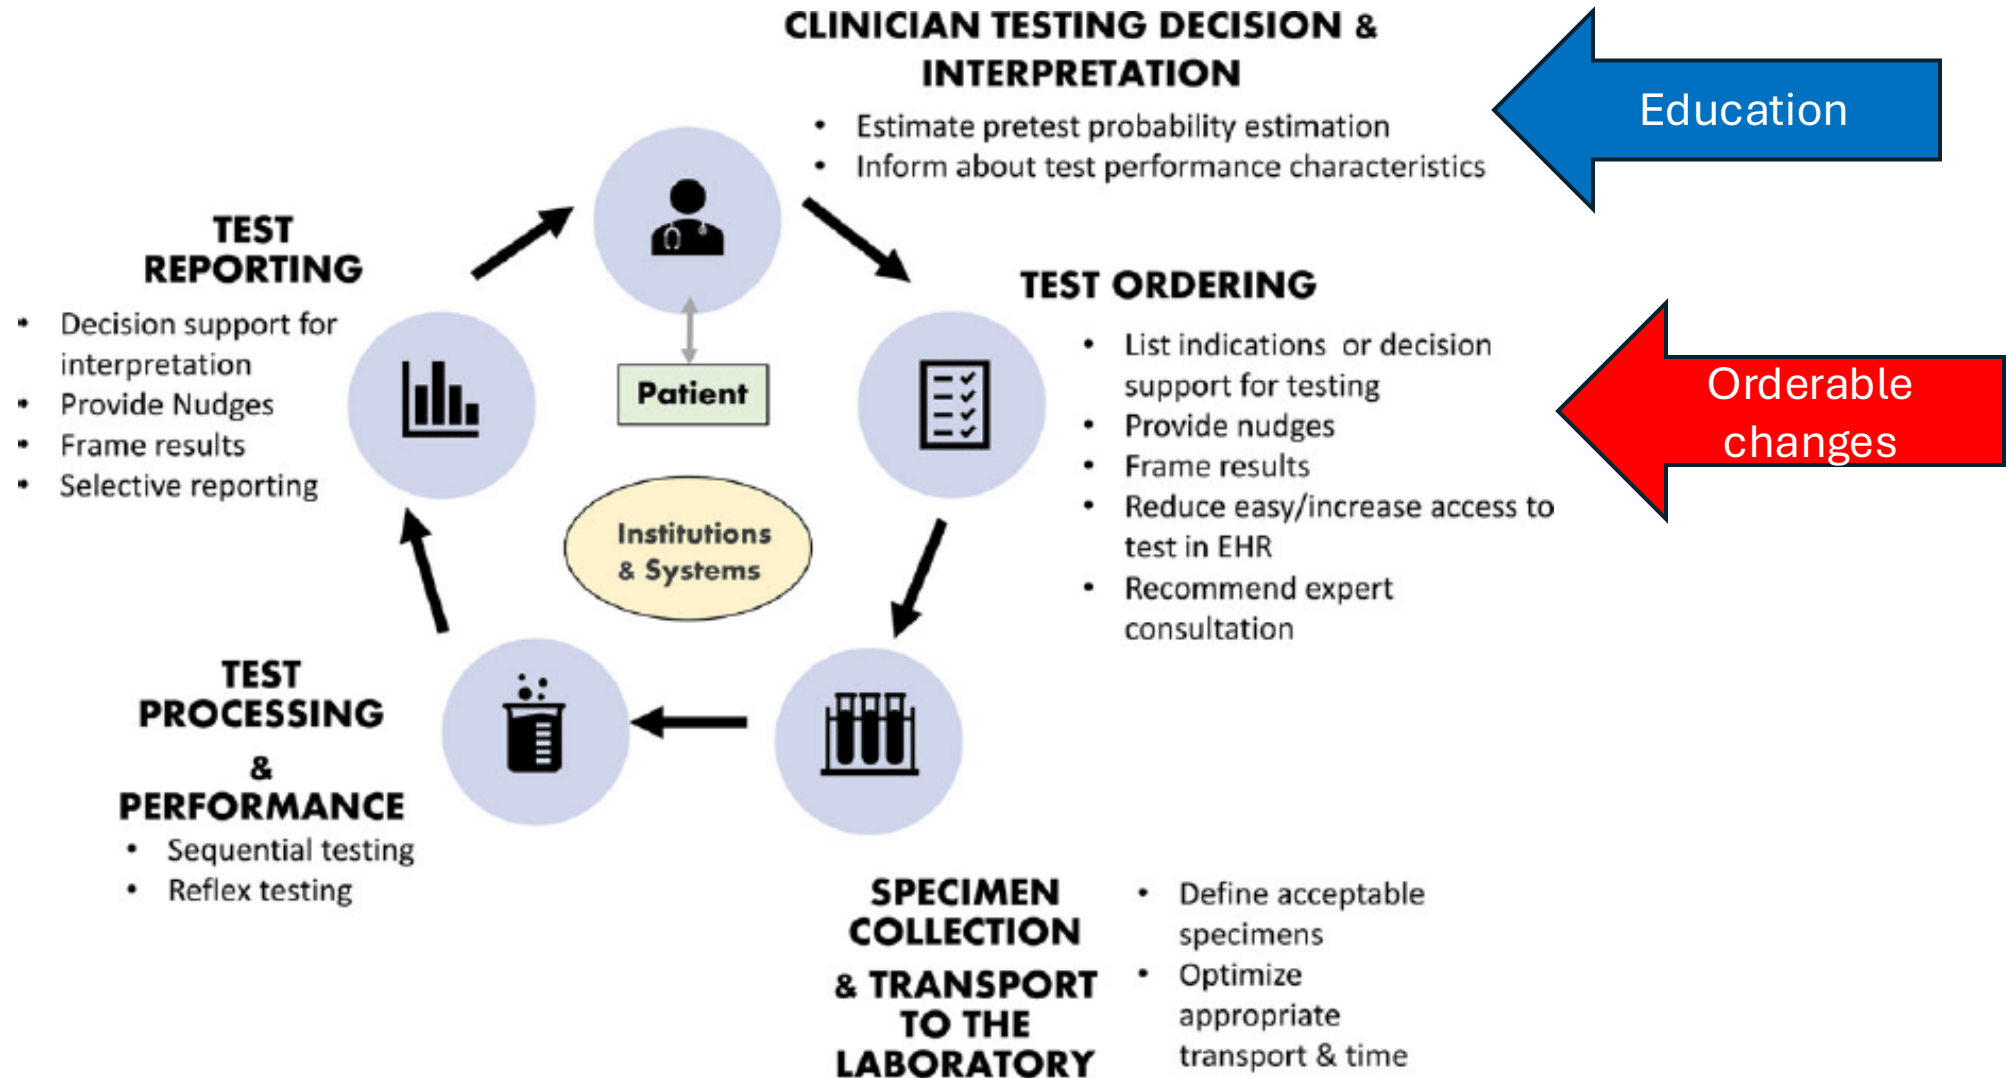 CLINICIAN TESTING DECISION &
INTERPRETATION
• Estimate pretest probability estimation
• Inform about test performance characteristics
Education
TEST ORDERING
• List indications or decision
support for testing
• Provide nudges
• Frame results
• Reduce easy/increase access to
test in EHR
• Recommend expert
consultation
Orderable
changes
SPECIMEN
COLLECTION
& TRANSPORT
TO THE
LABORATORY
• Define acceptable
specimens
• Optimize
appropriate
transport & time
TEST
PROCESSING
&
PERFORMANCE
• Sequential testing
• Reflex testing
TEST
REPORTING
• Decision support for
interpretation
• Provide Nudges
• Frame results
• Selective reporting
Patient
Institutions
& Systems